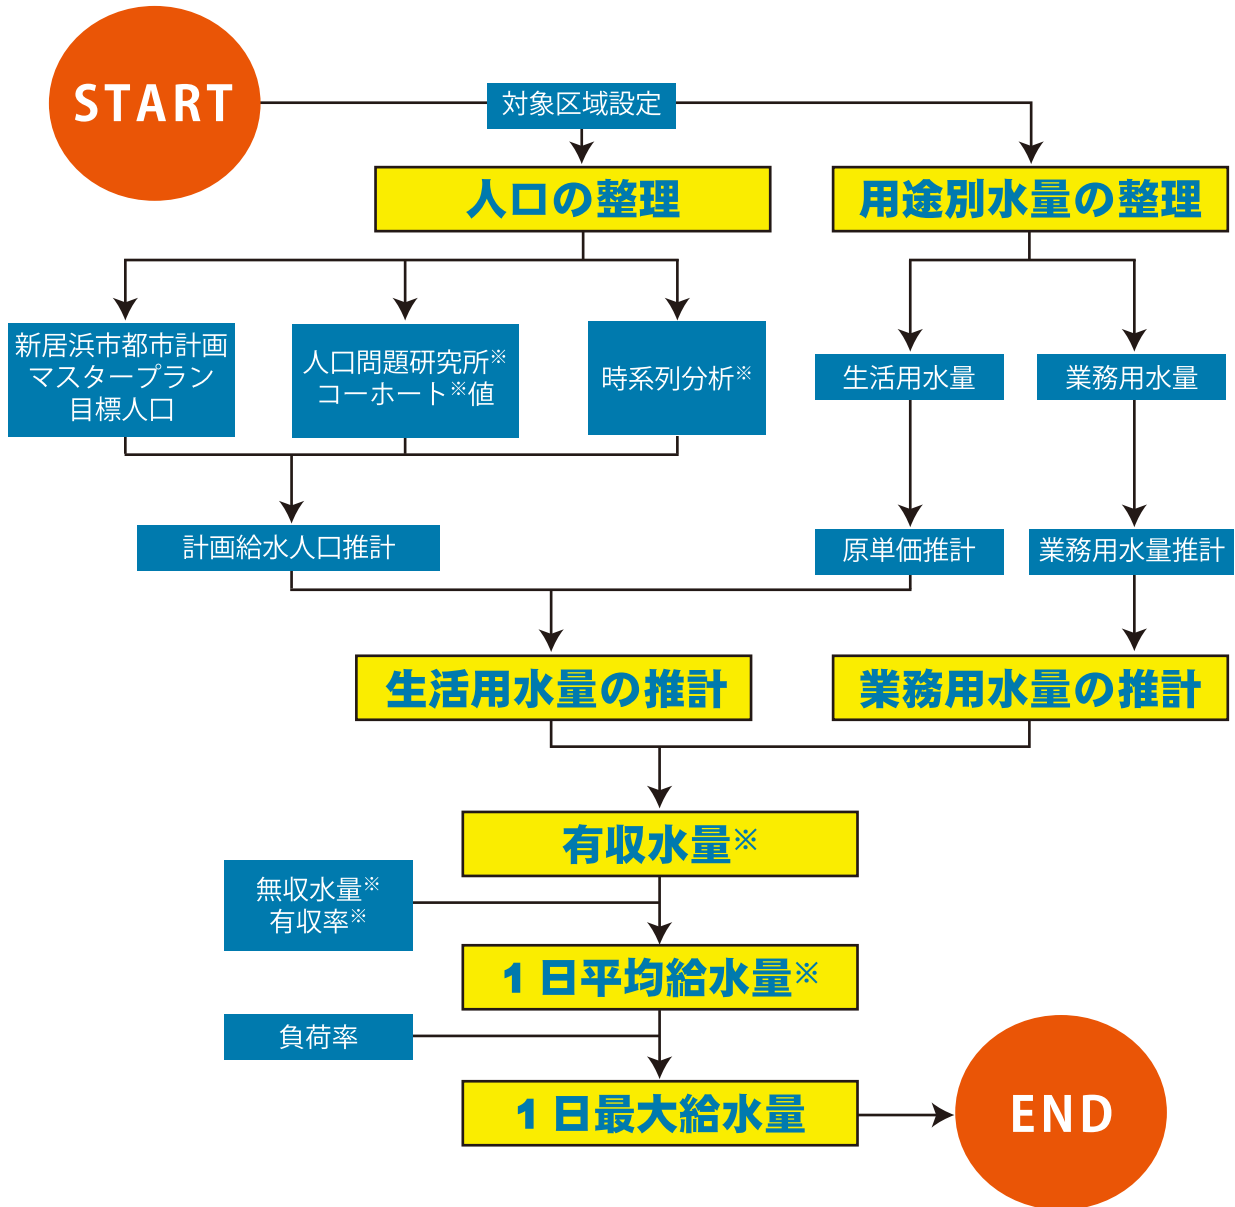 START
対象区域設定
人口の整理
用途別水量の整理
新居浜市都市計画
マスタープラン
目標人口
人口問題研究所※
コーホート※値
時系列分析※
生活用水量
業務用水量
計画給水人口推計
原単価推計
業務用水量推計
生活用水量の推計
業務用水量の推計
有収水量※
無収水量※
有収率※
1日平均給水量※
負荷率
1日最大給水量
END